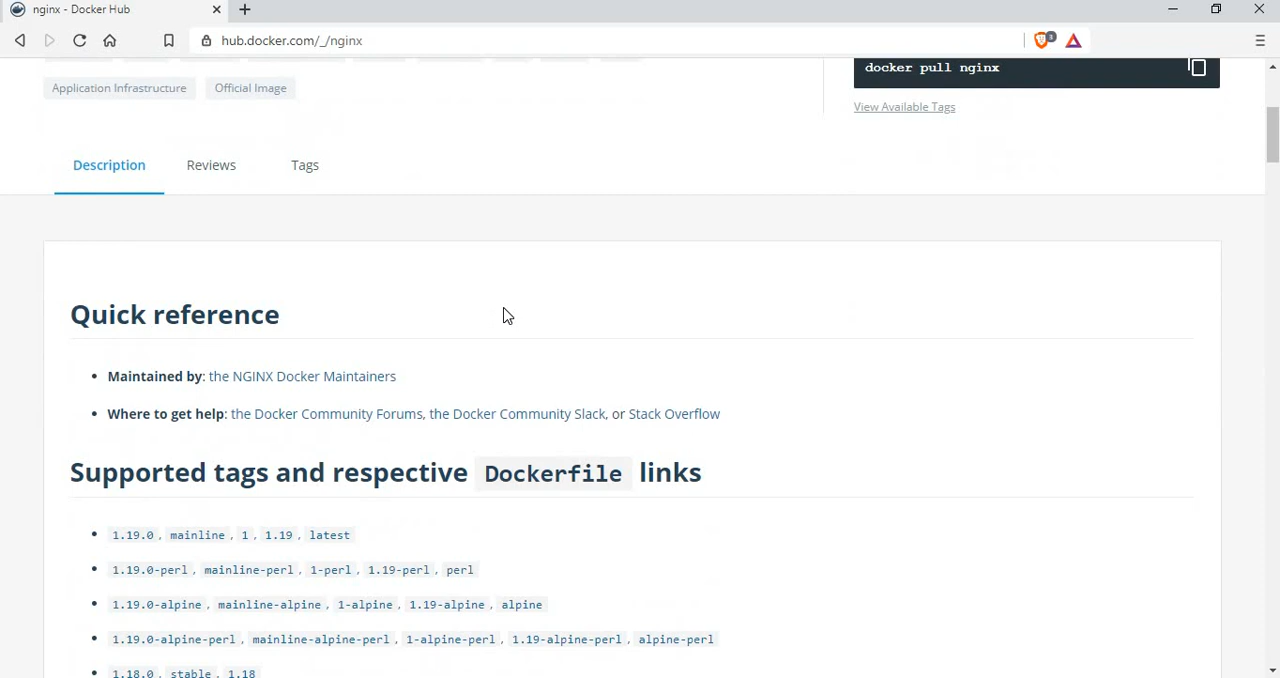 nginx - Docker Hub
hub.docker.com/_/nginx
3
docker pull nginx
Application Infrastructure Official Image
View Available Tags
Description Reviews Tags
Quick reference
• Maintained by: the NGINX Docker Maintainers
• Where to get help: the Docker Community Forums, the Docker Community Slack, or Stack Overflow
Supported tags and respective Dockerfile links
• 1.19.0, mainline, 1, 1.19, latest
• 1.19.0-perl, mainline-perl, 1-perl, 1.19-perl, perl
• 1.19.0-alpine, mainline-alpine, 1-alpine, 1.19-alpine, alpine
• 1.19.0-alpine-perl, mainline-alpine-perl, 1-alpine-perl, 1.19-alpine-perl, alpine-perl
• 1.18.0, stable, 1.18